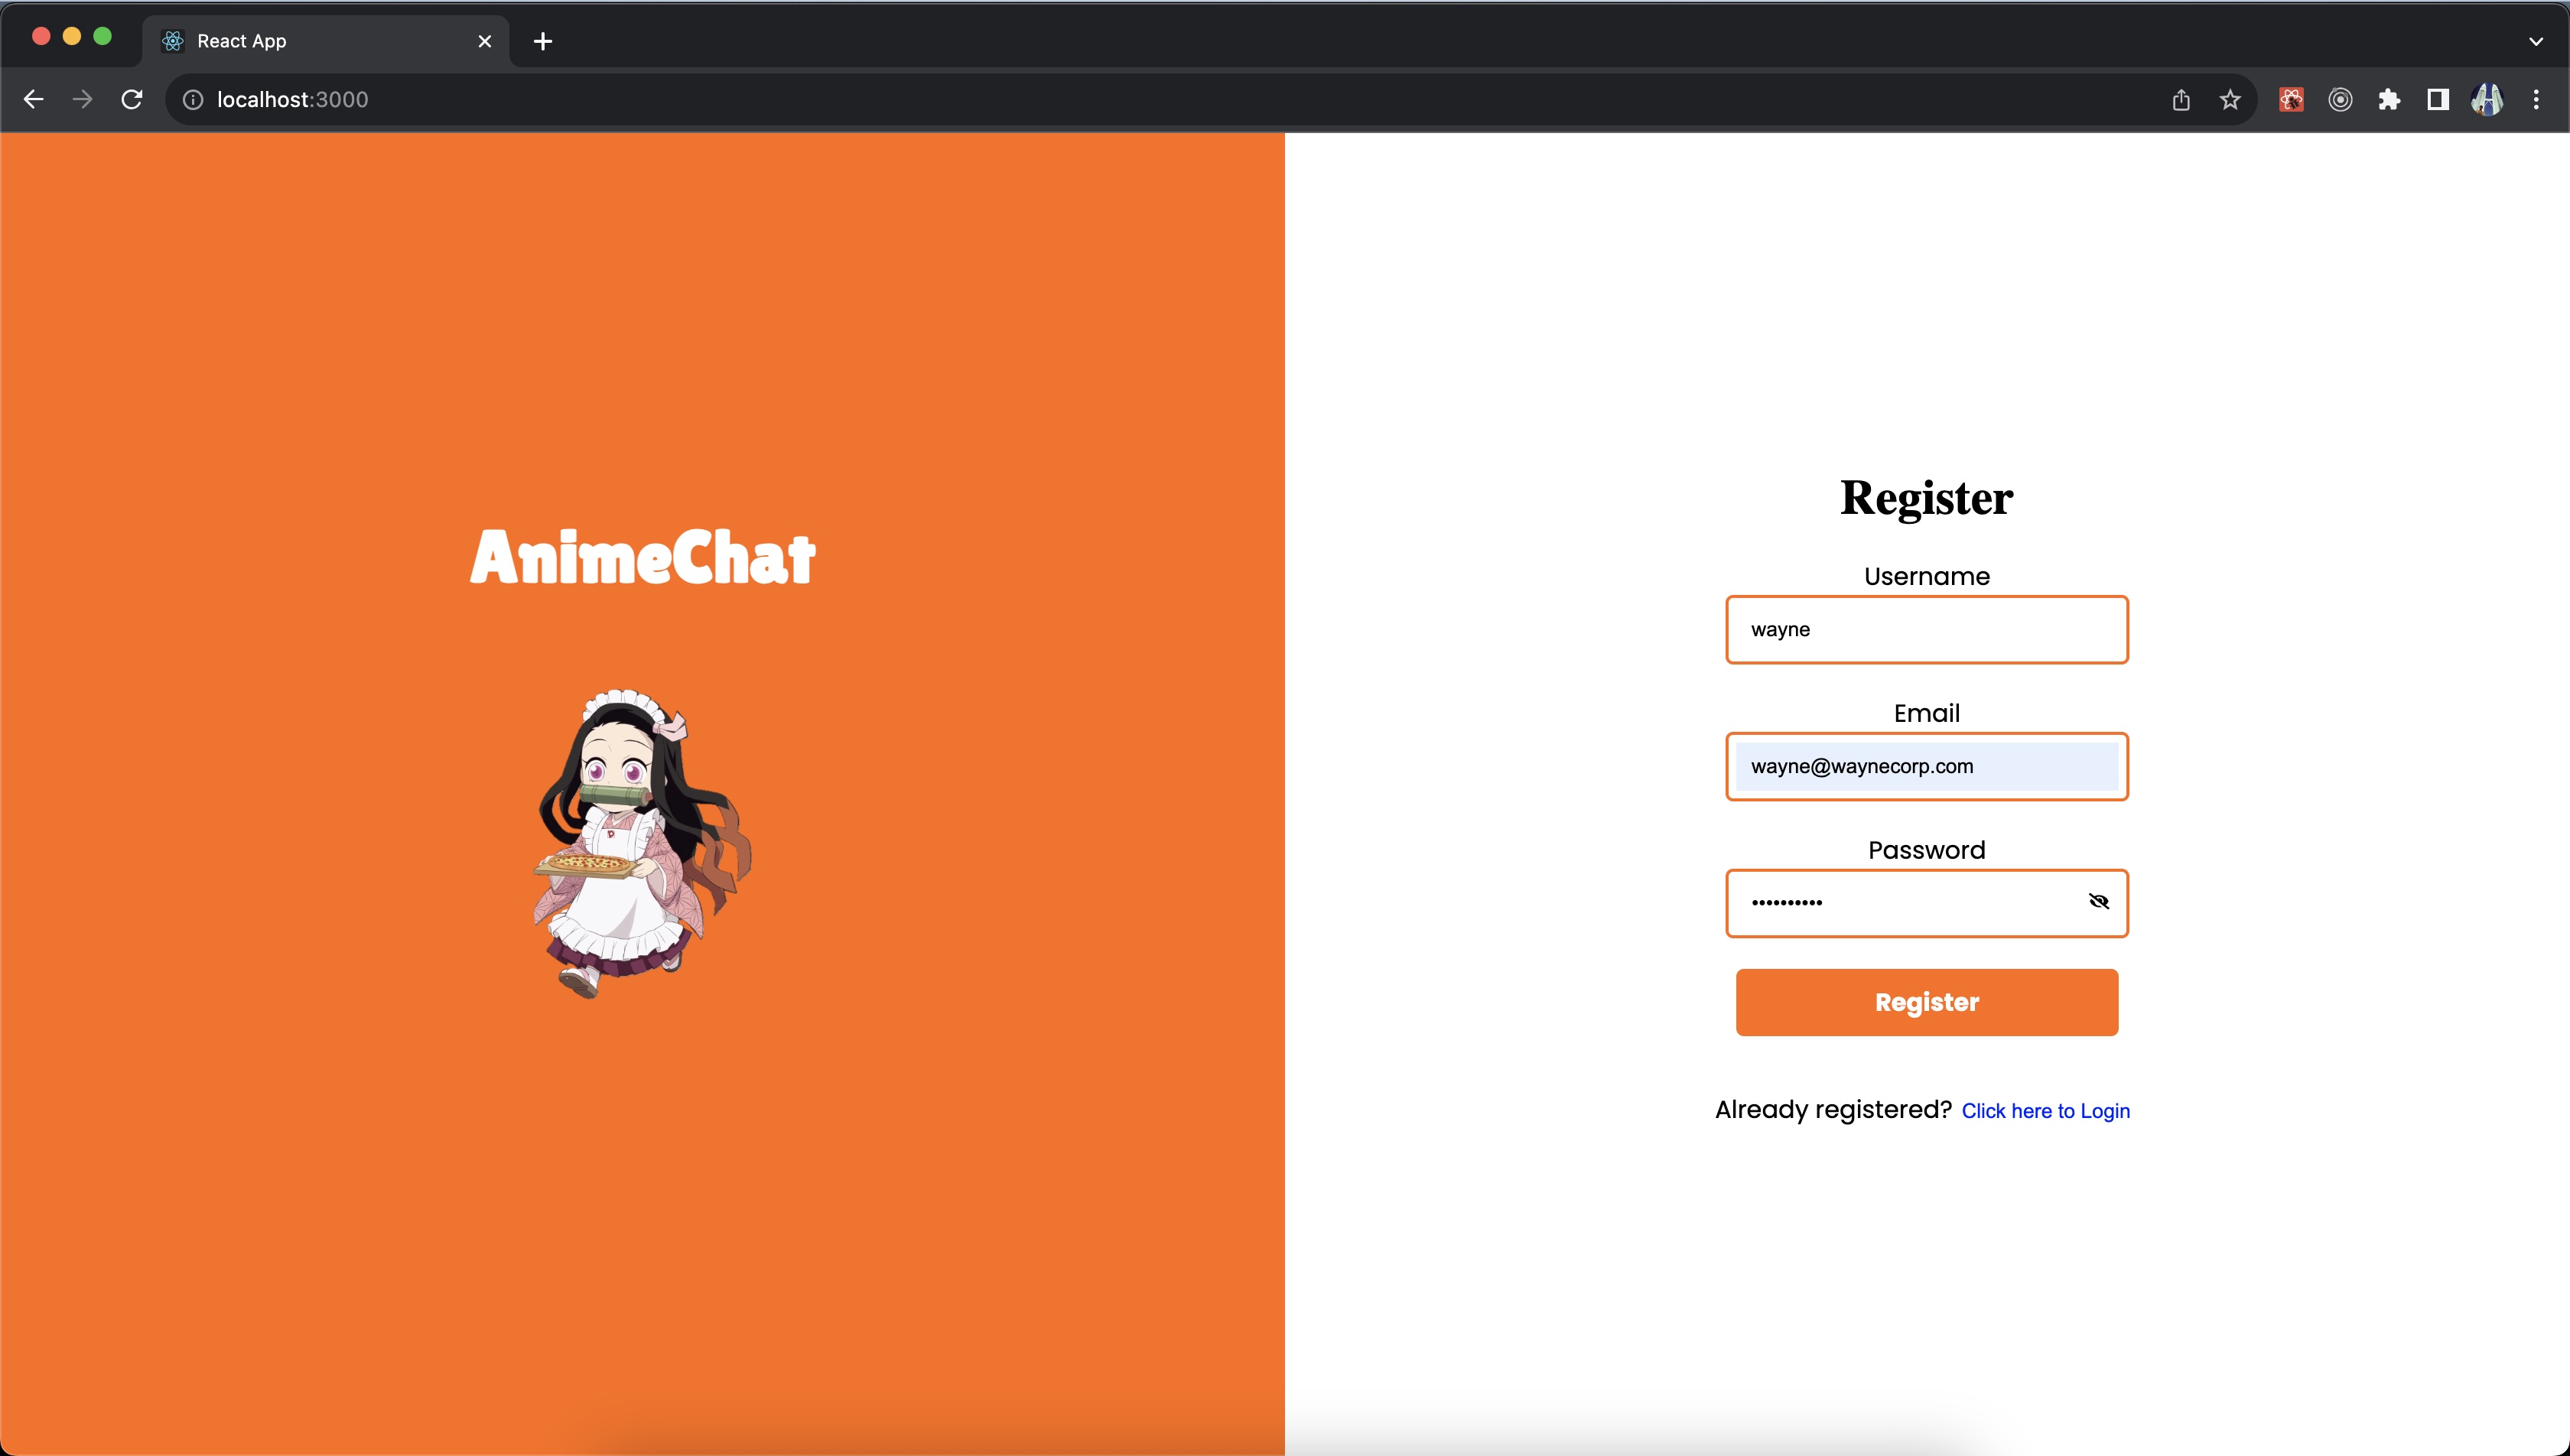 React App
localhost:3000
AnimeChat
Register
Username
wayne
Email
wayne@waynecorp.com
Password
••••••••••
Register
Already registered? Click here to Login